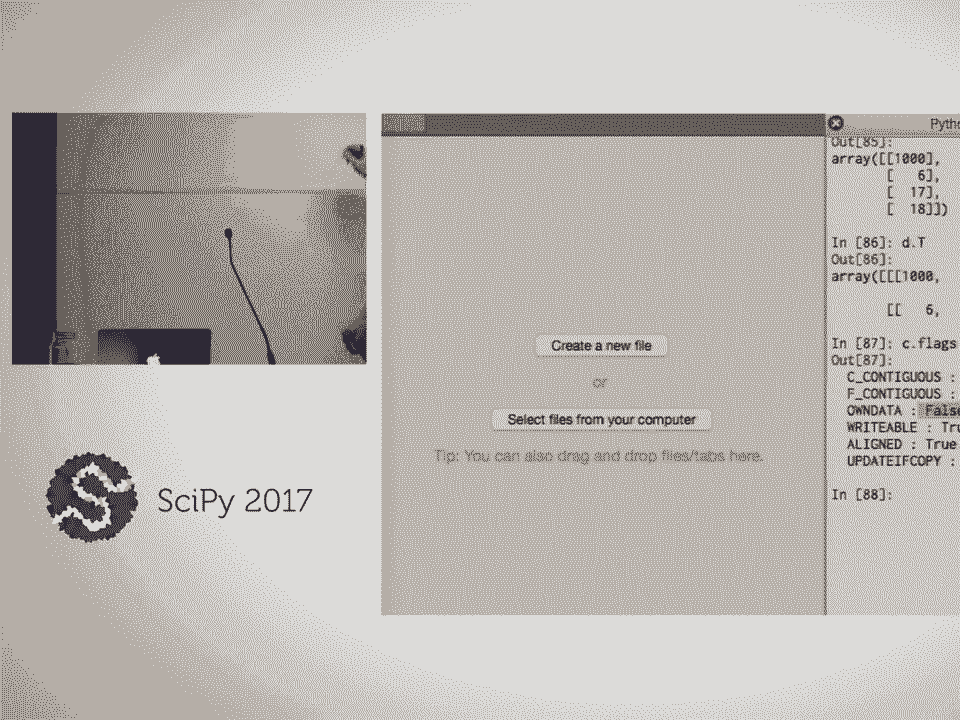 SciPy 2017
Create a new file
or
Select files from your computer
Tip: You can also drag and drop files/tabs here.
Out[85]:
array([[1000],
[ 6],
[ 17],
[ 18]])
In [86]: d.T
Out[86]:
array([[[1000,
[[ 6,
In [87]: c.flags
Out[87]:
C_CONTIGUOUS :
F_CONTIGUOUS :
OWNDATA : False
WRITEABLE :
ALIGNED : True
UPDATEIFCOPY :
In [88]: